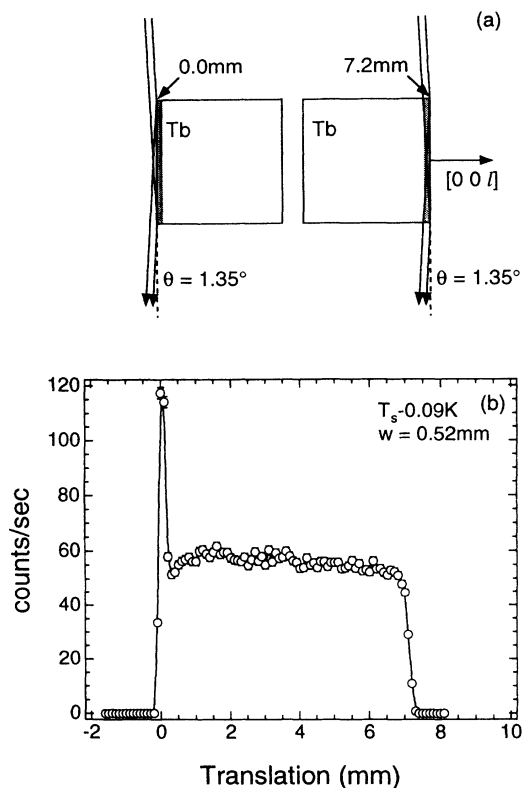 (a)
0.0mm
7.2mm
Tb
Tb
[0 0 l]
θ = 1.35°
θ = 1.35°
(b)
Tₛ-0.09K
w = 0.52mm
counts/sec
120
100
80
60
40
20
0
-2
0
2
4
6
8
10
Translation (mm)